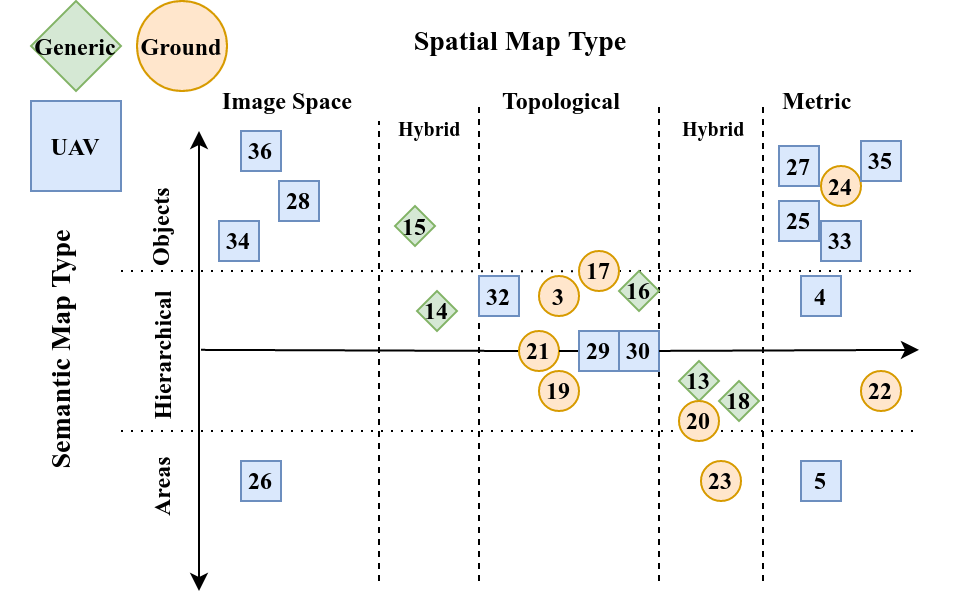 Generic
Ground
Spatial Map Type
UAV
Image Space
Topological
Metric
Hybrid
Hybrid
Semantic Map Type
Objects
Hierarchical
Areas
36
28
34
15
27
24
35
25
33
17
32
3
16
14
4
21
29
30
19
13
18
20
22
26
23
5